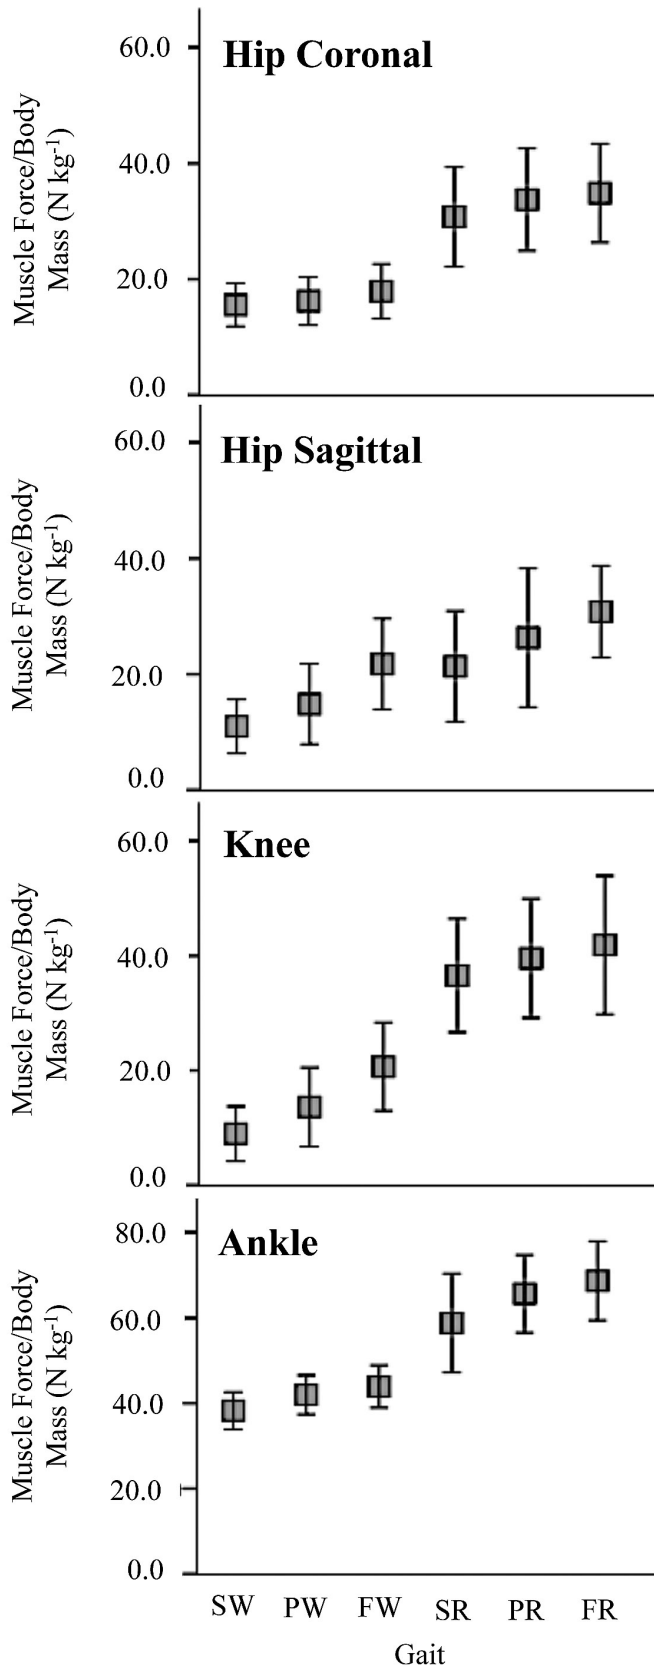 60.0
Hip Coronal
40.0
20.0
0.0
Muscle Force/Body
Mass (N kg-1)
60.0
Hip Sagittal
40.0
20.0
0.0
Muscle Force/Body
Mass (N kg-1)
60.0
Knee
40.0
20.0
0.0
Muscle Force/Body
Mass (N kg-1)
80.0
Ankle
60.0
40.0
20.0
0.0
Muscle Force/Body
Mass (N kg-1)
SW PW FW SR PR FR
Gait